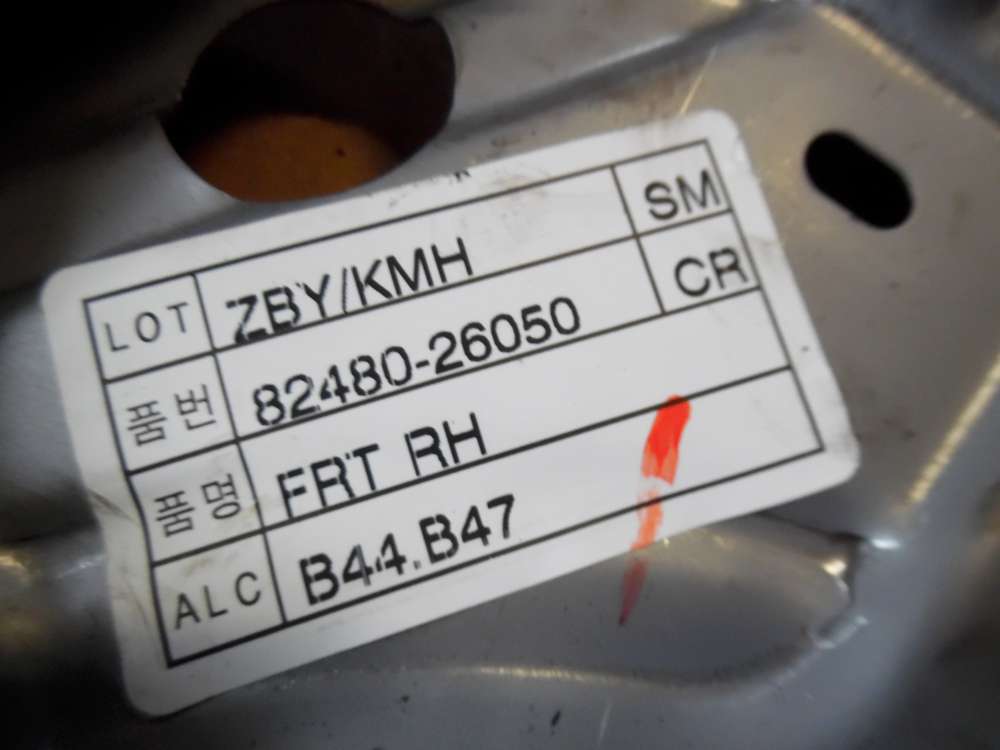 LOT ZBY/KMH SM
품번 82480-26050 CR
품명 FRT RH
ALC B44.B47